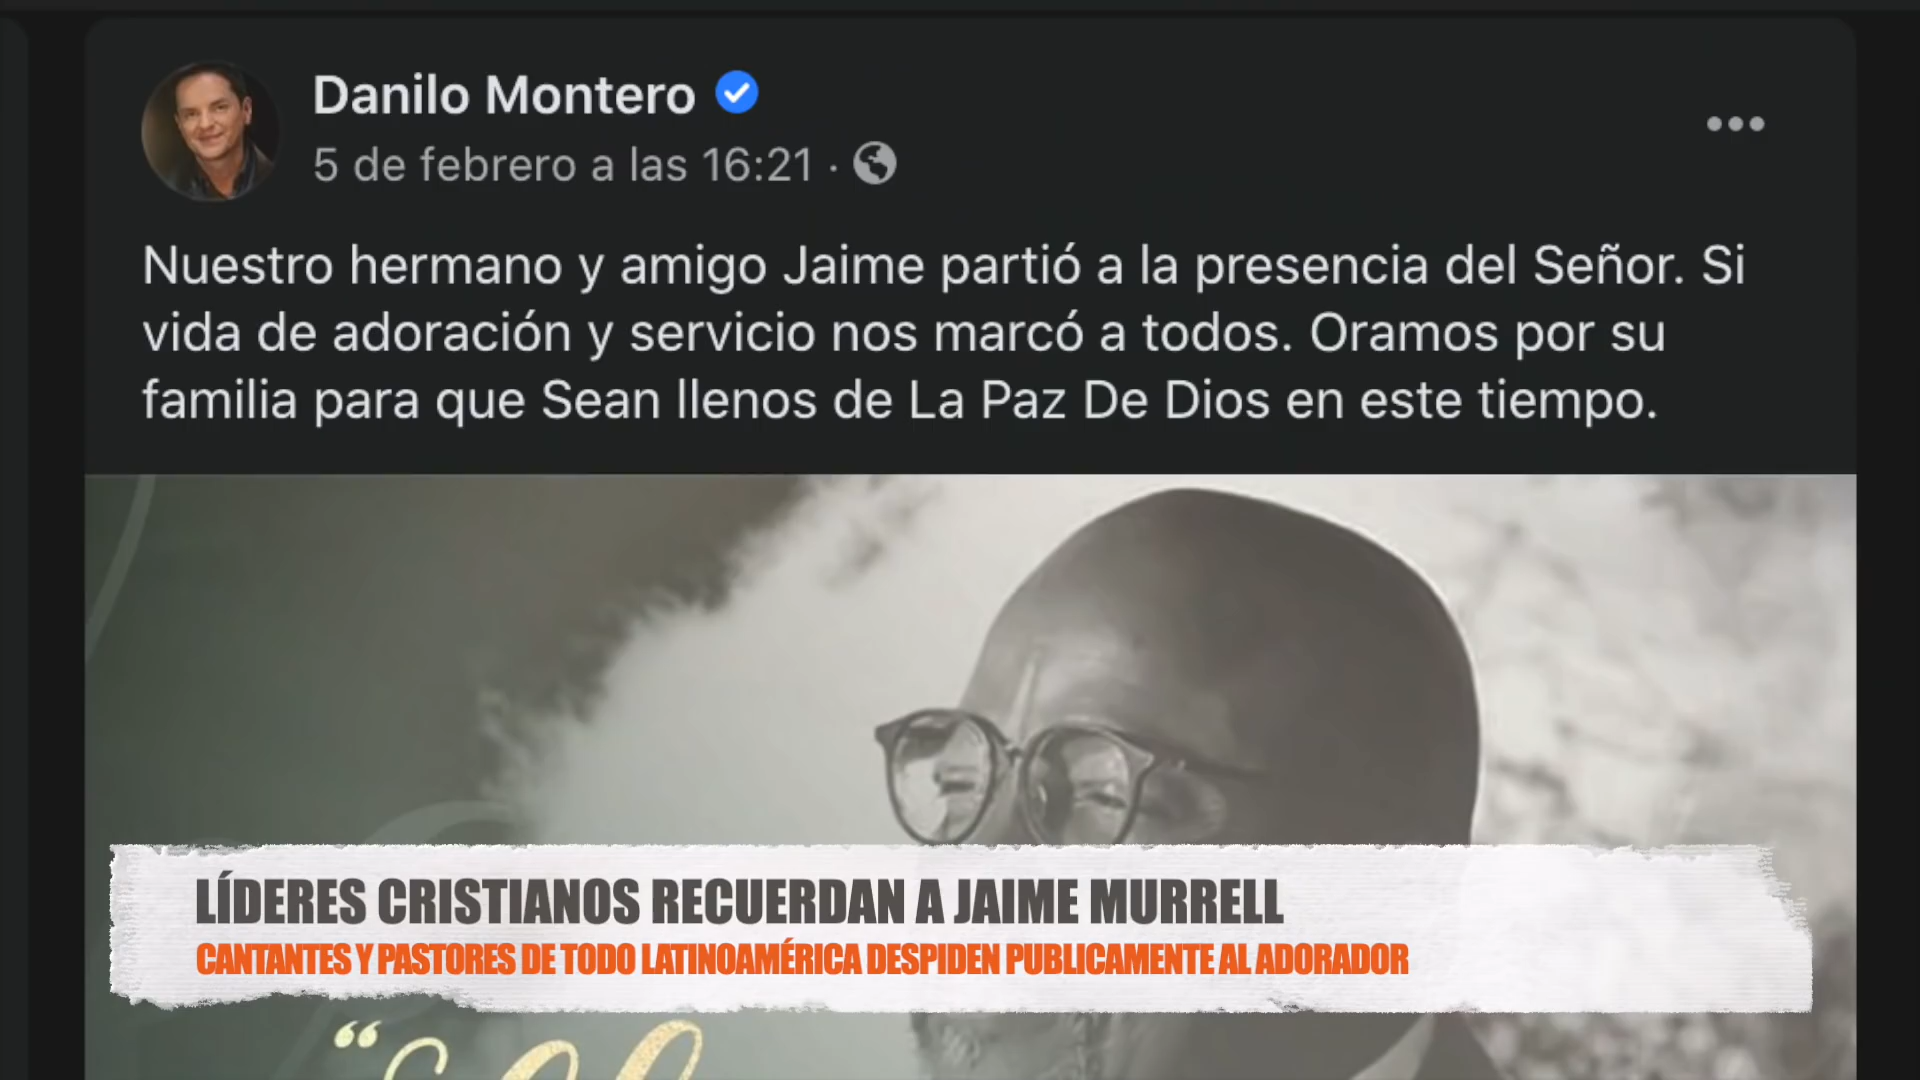 Danilo Montero
5 de febrero a las 16:21 ·
Nuestro hermano y amigo Jaime partió a la presencia del Señor. Si
vida de adoración y servicio nos marcó a todos. Oramos por su
familia para que Sean llenos de La Paz De Dios en este tiempo.
LÍDERES CRISTIANOS RECUERDAN A JAIME MURRELL
CANTANTES Y PASTORES DE TODO LATINOAMÉRICA DESPIDEN PUBLICAMENTE AL ADORADOR